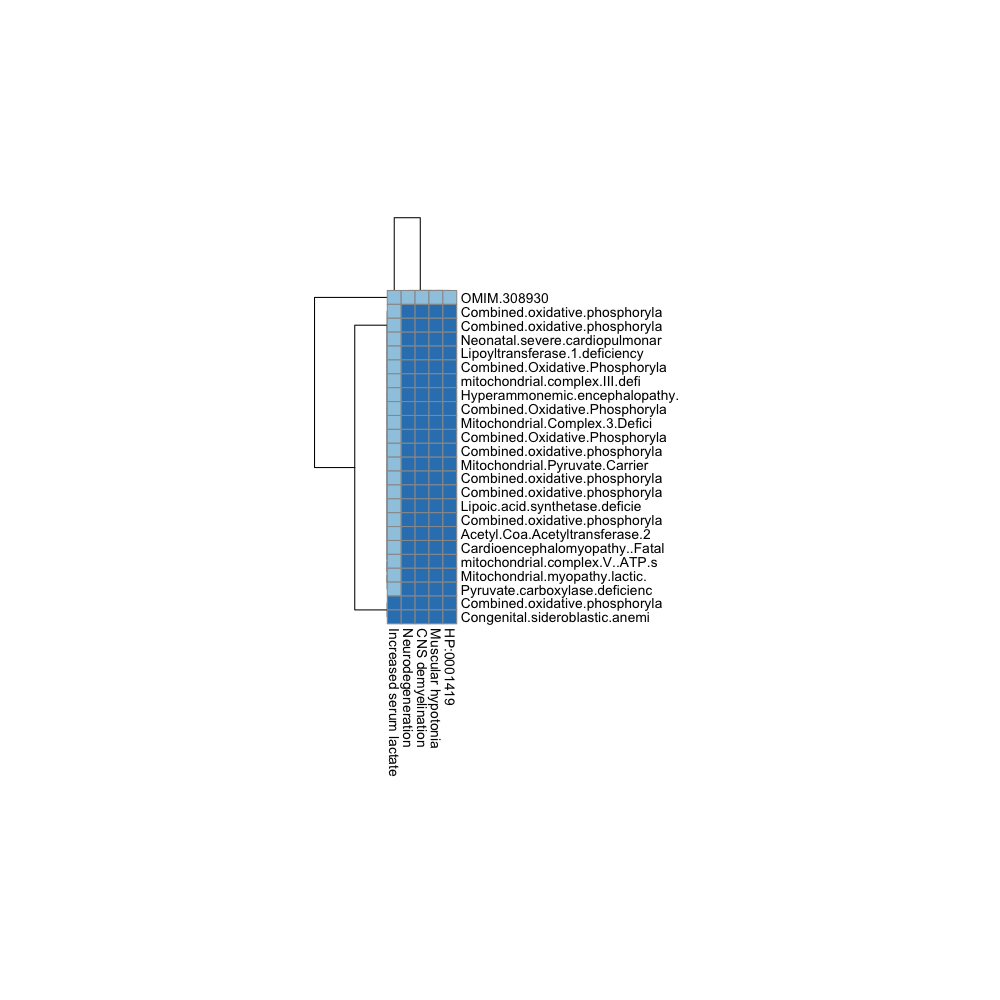 OMIM.308930
Combined.oxidative.phosphoryla
Combined.oxidative.phosphoryla
Neonatal.severe.cardiopulmonar
Lipoyltransferase.1.deficiency
Combined.Oxidative.Phosphoryla
mitochondrial.complex.III.defi
Hyperammonemic.encephalopathy.
Combined.Oxidative.Phosphoryla
Mitochondrial.Complex.3.Defici
Combined.Oxidative.Phosphoryla
Combined.oxidative.phosphoryla
Mitochondrial.Pyruvate.Carrier
Combined.oxidative.phosphoryla
Combined.oxidative.phosphoryla
Lipoic.acid.synthetase.deficie
Combined.oxidative.phosphoryla
Acetyl.Coa.Acetyltransferase.2
Cardioencephalomyopathy..Fatal
mitochondrial.complex.V..ATP.s
Mitochondrial.myopathy.lactic.
Pyruvate.carboxylase.deficienc
Combined.oxidative.phosphoryla
Congenital.sideroblastic.anemi
Increased serum lactate
Neurodegeneration
CNS demyelination
Muscular hypotonia
HP:0001419